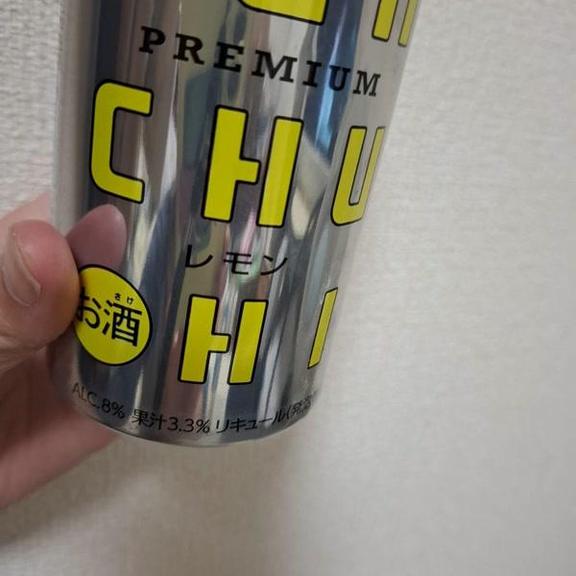 PREMIUM
CHU
レモン
HI
さけ
お酒
ALC.8% 果汁3.3% リキュール(発泡